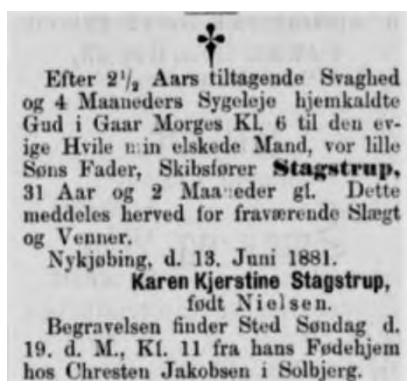 Efter 2½ Aars tiltagende Svaghed
og 4 Maaneders Sygeleje hjemkaldte
Gud i Gaar Morges Kl. 6 til den ev-
ige Hvile min elskede Mand, vor lille
Søns Fader, Skibsfører Stagstrup,
31 Aar og 2 Maaneder gl. Dette
meddeles herved for fraværende Slægt
og Venner.
Nykjøbing, d. 13. Juni 1881.
Karen Kjerstine Stagstrup,
født Nielsen.
Begravelsen finder Sted Søndag d.
19. d. M., Kl. 11 fra hans Fødehjem
hos Chresten Jakobsen i Solbjerg.